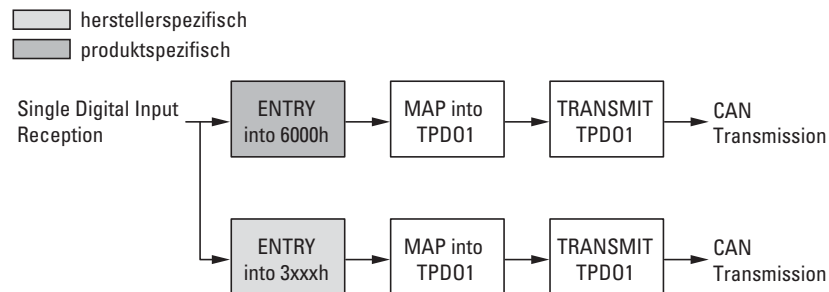 herstellerspezifisch
produktspezifisch
Single Digital Input
Reception
ENTRY
into 6000h
MAP into
TPDO1
TRANSMIT
TPDO1
CAN
Transmission
ENTRY
into 3xxxh
MAP into
TPDO1
TRANSMIT
TPDO1
CAN
Transmission